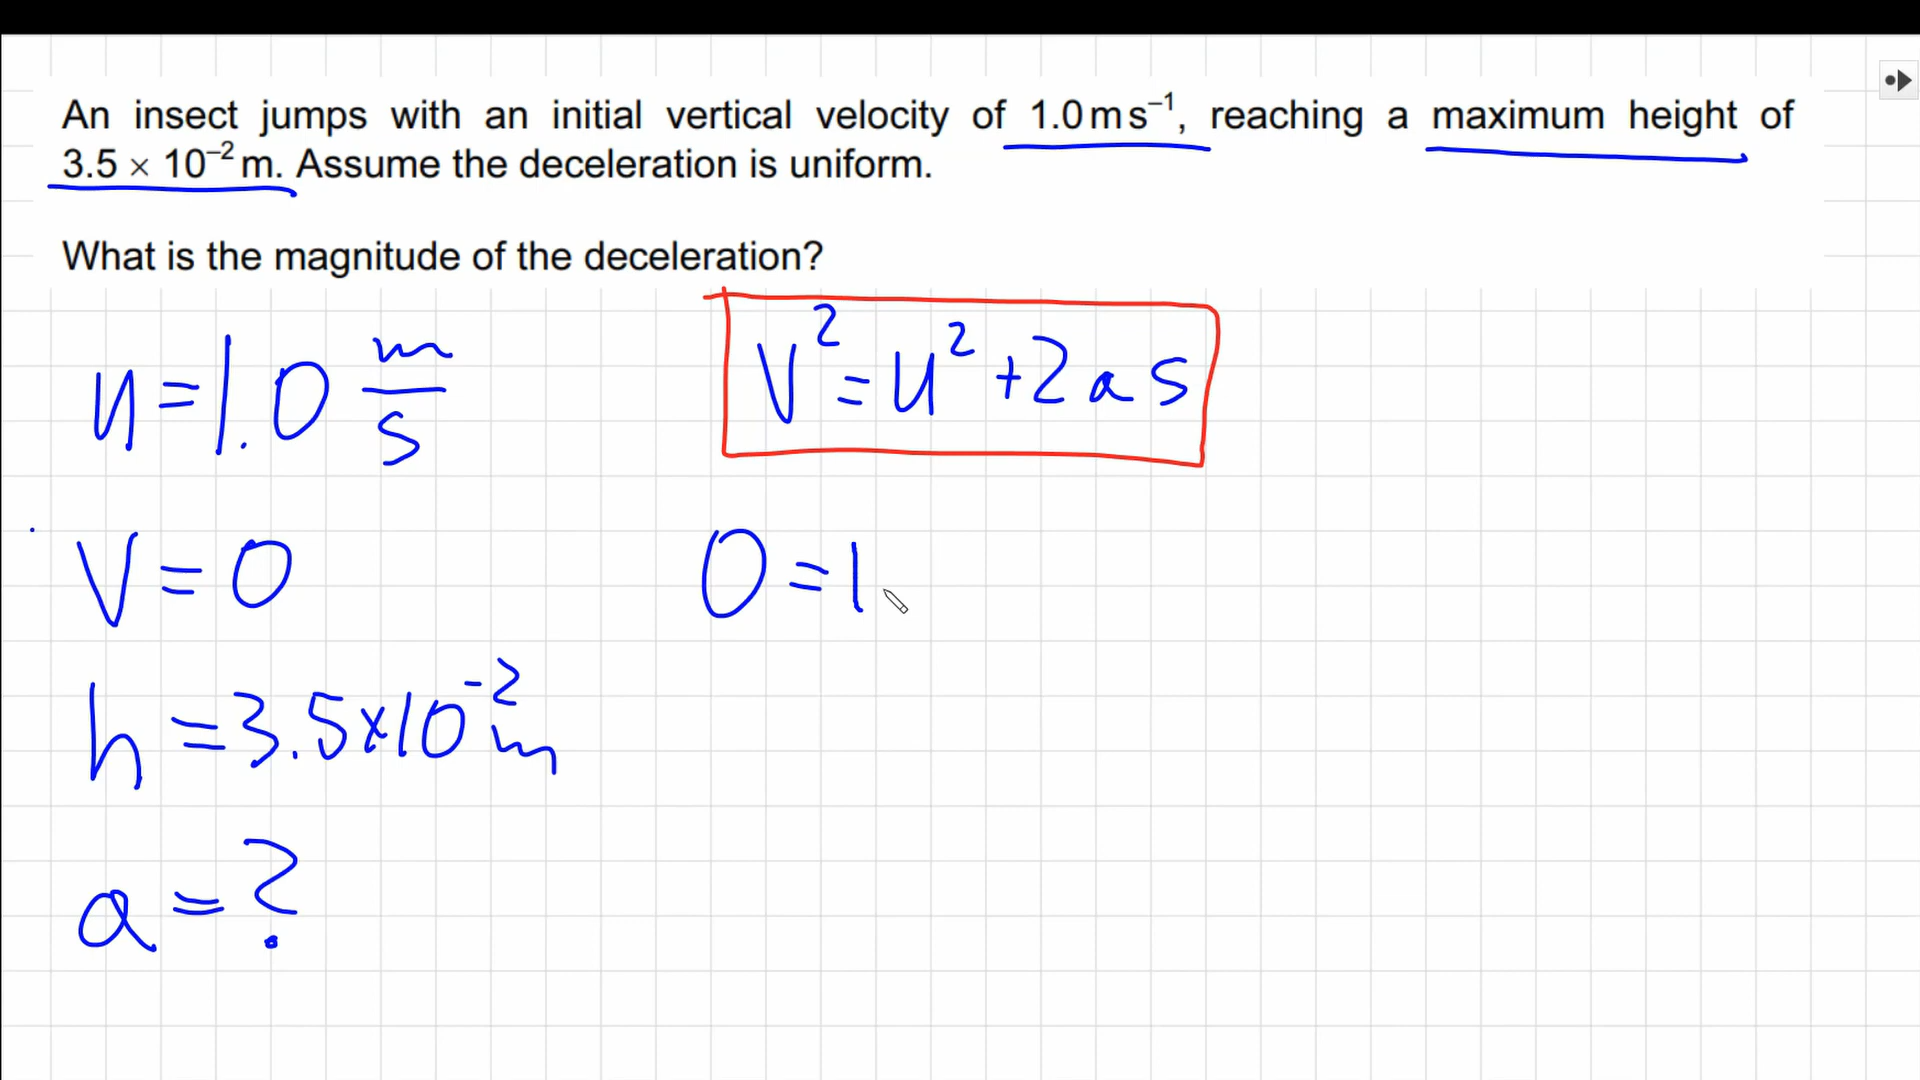 An insect jumps with an initial vertical velocity of 1.0 m s⁻¹, reaching a maximum height of
3.5 × 10⁻² m. Assume the deceleration is uniform.
What is the magnitude of the deceleration?
u = 1.0 m/s
v² = u² + 2as
v = 0
0 = 1
h = 3.5×10⁻² m
a = ?